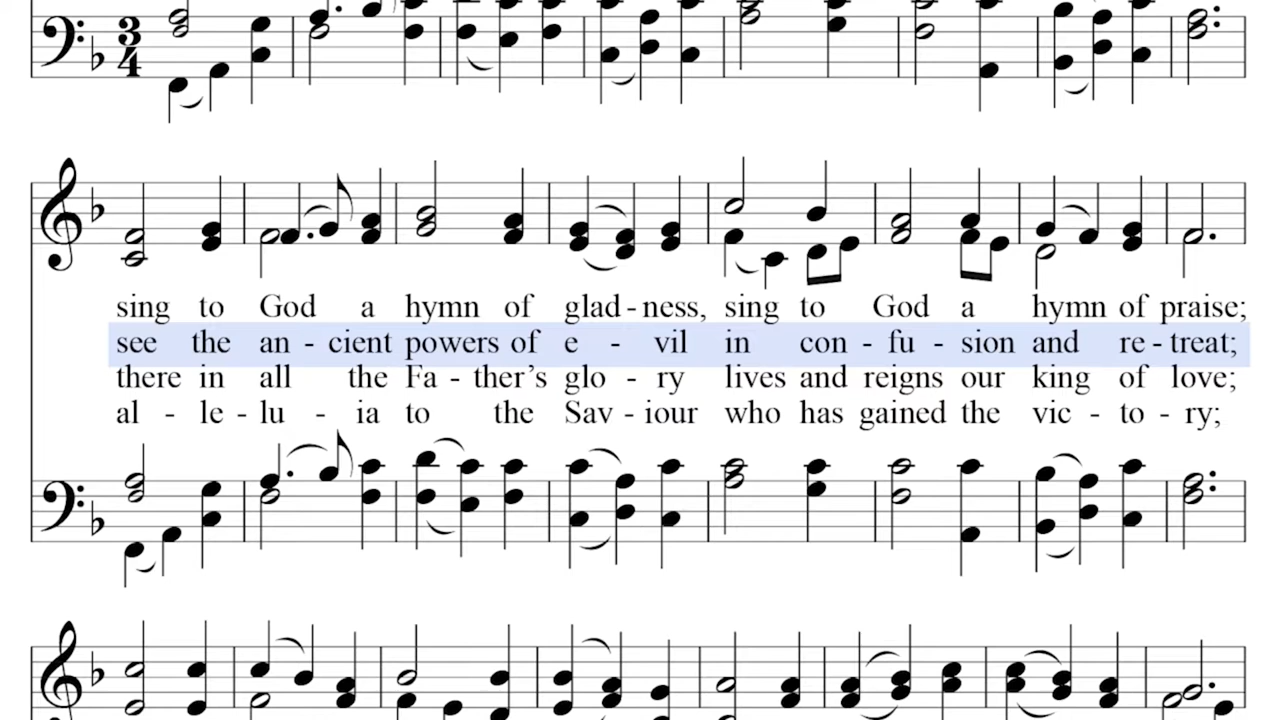 3
4
sing to God a hymn of glad - ness, sing to God a hymn of praise;
see the an - cient powers of e - vil in con - fu - sion and re - treat;
there in all the Fa - ther’s glo - ry lives and reigns our king of love;
al - le - lu - ia to the Sav - iour who has gained the vic - to - ry;